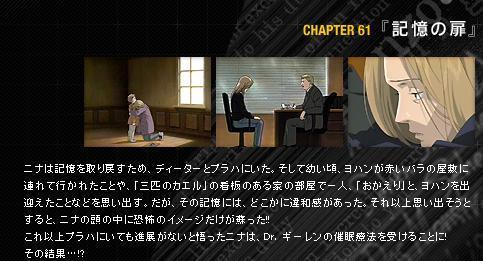 CHAPTER 61『記憶の扉』
ニナは記憶を取り戻すため、ディーターとプラハにいた。そして幼い頃、ヨハンが赤いバラの屋敷に
連れて行かれたことや、「三匹のカエル」の看板のある家の部屋で一人、「おかえり」と、ヨハンを出
迎えたことなどを思い出す。だが、その記憶には、どこかに違和感があった。それ以上思い出そうと
すると、ニナの頭の中に恐怖のイメージだけが蘇った!!
これ以上プラハにいても進展がないと悟ったニナは、Dr. ギーレンの催眠療法を受けることに!
その結果…!?